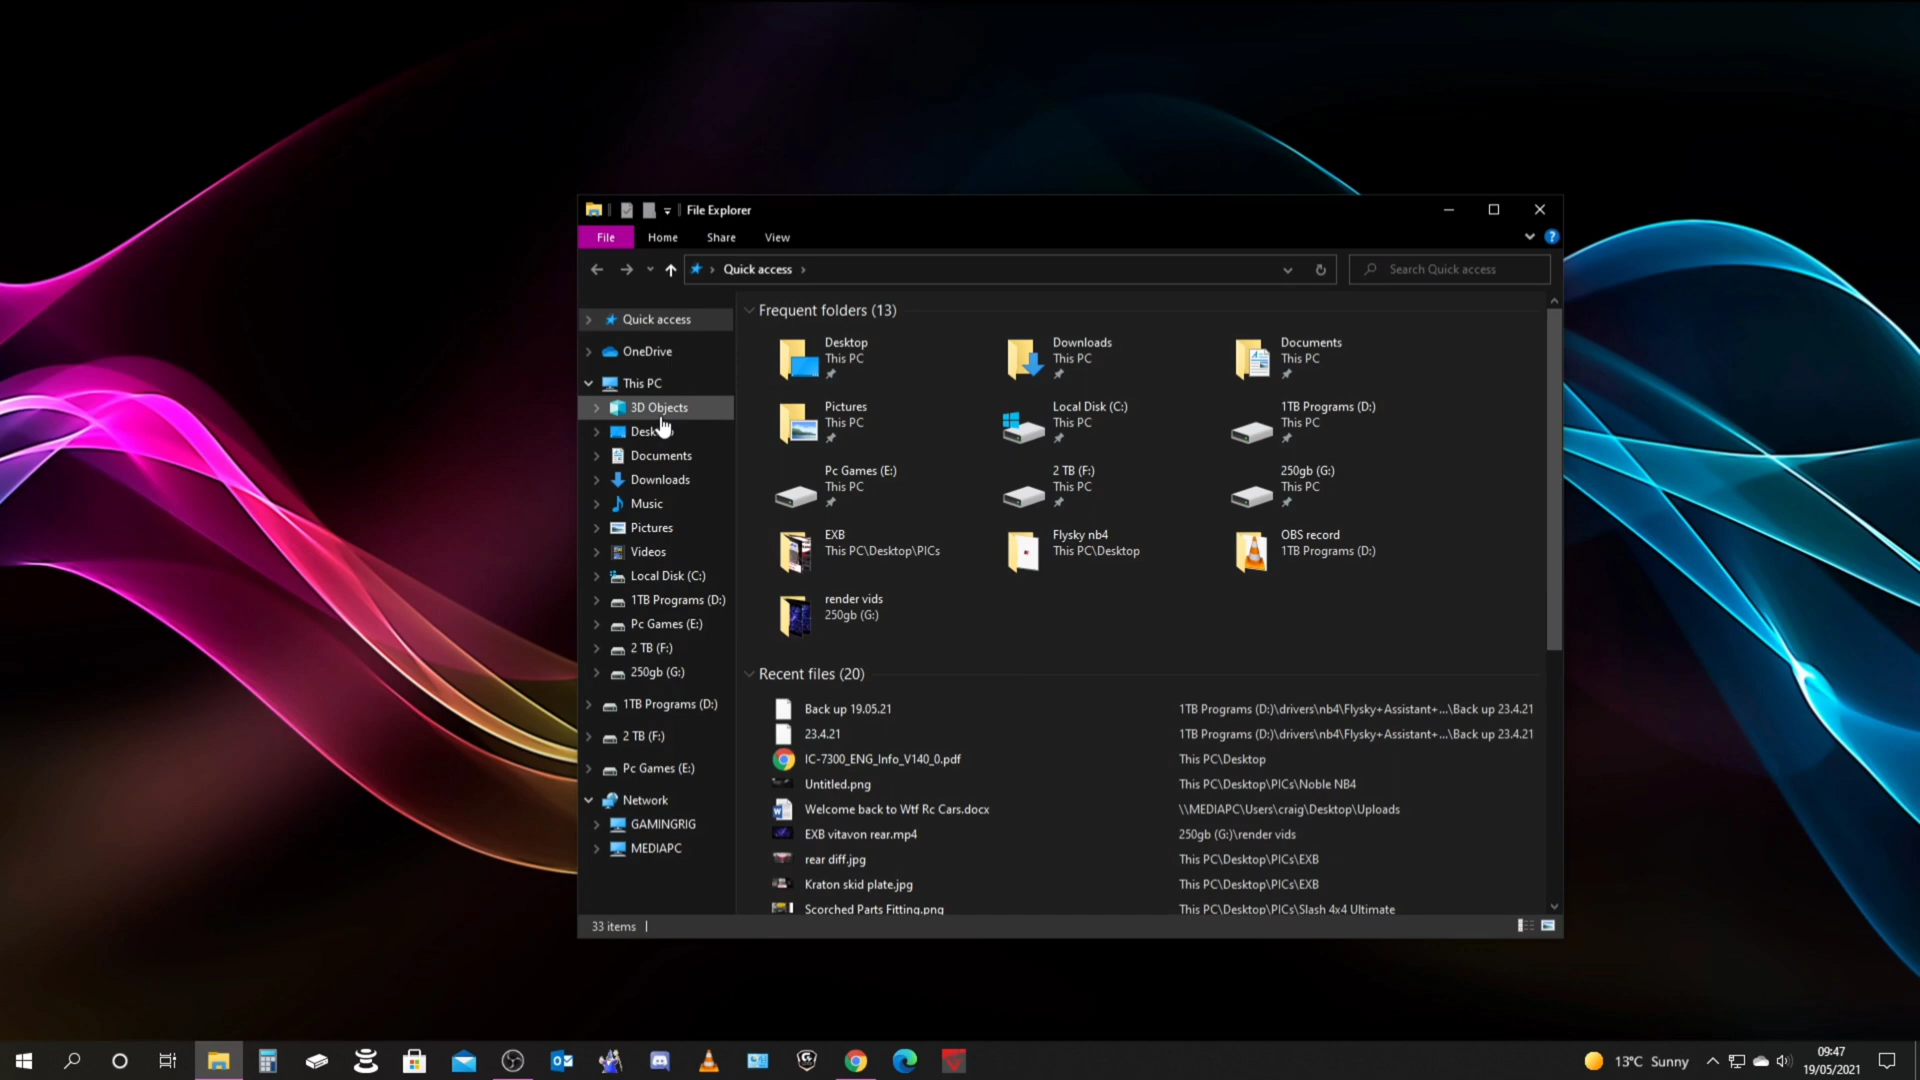 File Explorer
File Home Share View
Quick access
Search Quick access
Quick access
OneDrive
This PC
3D Objects
Desktop
Documents
Downloads
Music
Pictures
Videos
Local Disk (C:)
1TB Programs (D:)
Pc Games (E:)
2 TB (F:)
250gb (G:)
1TB Programs (D:)
2 TB (F:)
Pc Games (E:)
Network
GAMINGRIG
MEDIAPC
Frequent folders (13)
Desktop
This PC
Downloads
This PC
Documents
This PC
Pictures
This PC
Local Disk (C:)
This PC
1TB Programs (D:)
This PC
Pc Games (E:)
This PC
2 TB (F:)
This PC
250gb (G:)
This PC
EXB
This PC\Desktop\PICs
Flysky nb4
This PC\Desktop
OBS record
1TB Programs (D:)
render vids
250gb (G:)
Recent files (20)
Back up 19.05.21 1TB Programs (D:)\drivers\nb4\Flysky+Assistant+...\Back up 23.4.21
23.4.21 1TB Programs (D:)\drivers\nb4\Flysky+Assistant+...\Back up 23.4.21
IC-7300_ENG_Info_V140_0.pdf This PC\Desktop
Untitled.png This PC\Desktop\PICs\Noble NB4
Welcome back to Wtf Rc Cars.docx \\MEDIAPC\Users\craig\Desktop\Uploads
EXB vitavon rear.mp4 250gb (G:)\render vids
rear diff.jpg This PC\Desktop\PICs\EXB
Kraton skid plate.jpg This PC\Desktop\PICs\EXB
Scorched Parts Fitting.png This PC\Desktop\PICs\Slash 4x4 Ultimate
33 items
13°C Sunny
09:47
19/05/2021